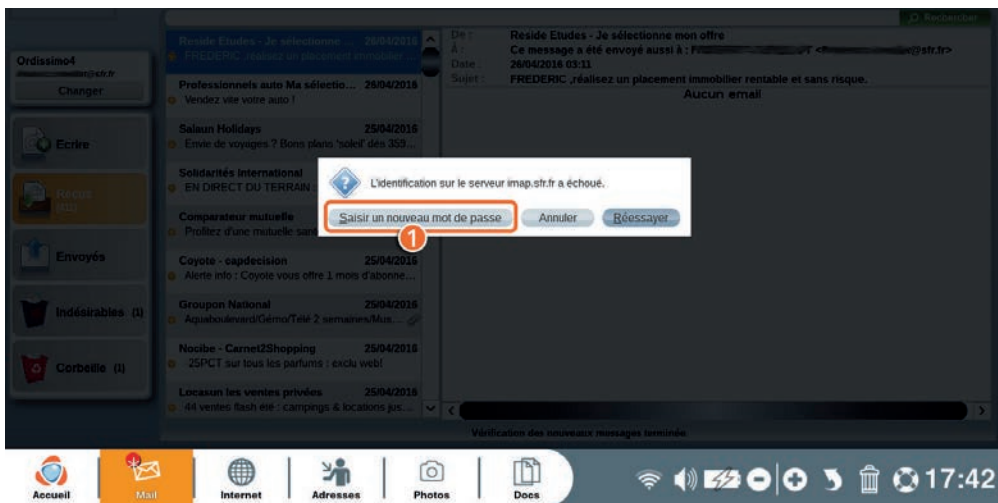 Rechercher
Ordissimo4
@sfr.fr
Changer
Ecrire
Reçus
Envoyés
Indésirables (1)
Corbeille (1)
Reside Etudes - Je sélectionne ... 26/04/2016
FREDERIC ,réalisez un placement immobilier ...
Professionnels auto Ma sélectio... 26/04/2016
Vendez vite votre auto !
Salaun Holidays 25/04/2016
Envie de voyages ? Bons plans 'soleil' dès 359...
Solidarités International
EN DIRECT DU TERRAIN :
Comparateur mutuelle
Profitez d'une mutuelle san
Coyote - capdecision 25/04/2016
Alerte info : Coyote vous offre 1 mois d'abonne...
Groupon National 25/04/2016
Aquaboulevard/Gémo/Télé 2 semaines/Mus...
Nocibe - Carnet2Shopping 25/04/2016
-25PCT sur tous les parfums : exclu web!
Locasun les ventes privées 25/04/2016
44 ventes flash été : campings & locations jus...
De : Reside Etudes - Je sélectionne mon offre
À : Ce message a été envoyé aussi à : @sfr.fr>
Date : 26/04/2016 03:11
Sujet : FREDERIC ,réalisez un placement immobilier rentable et sans risque.
Aucun email
L'identification sur le serveur imap.sfr.fr a échoué.
Saisir un nouveau mot de passe Annuler Réessayer
1
Vérification des nouveaux messages terminée.
Accueil Mail Internet Adresses Photos Docs 17:42